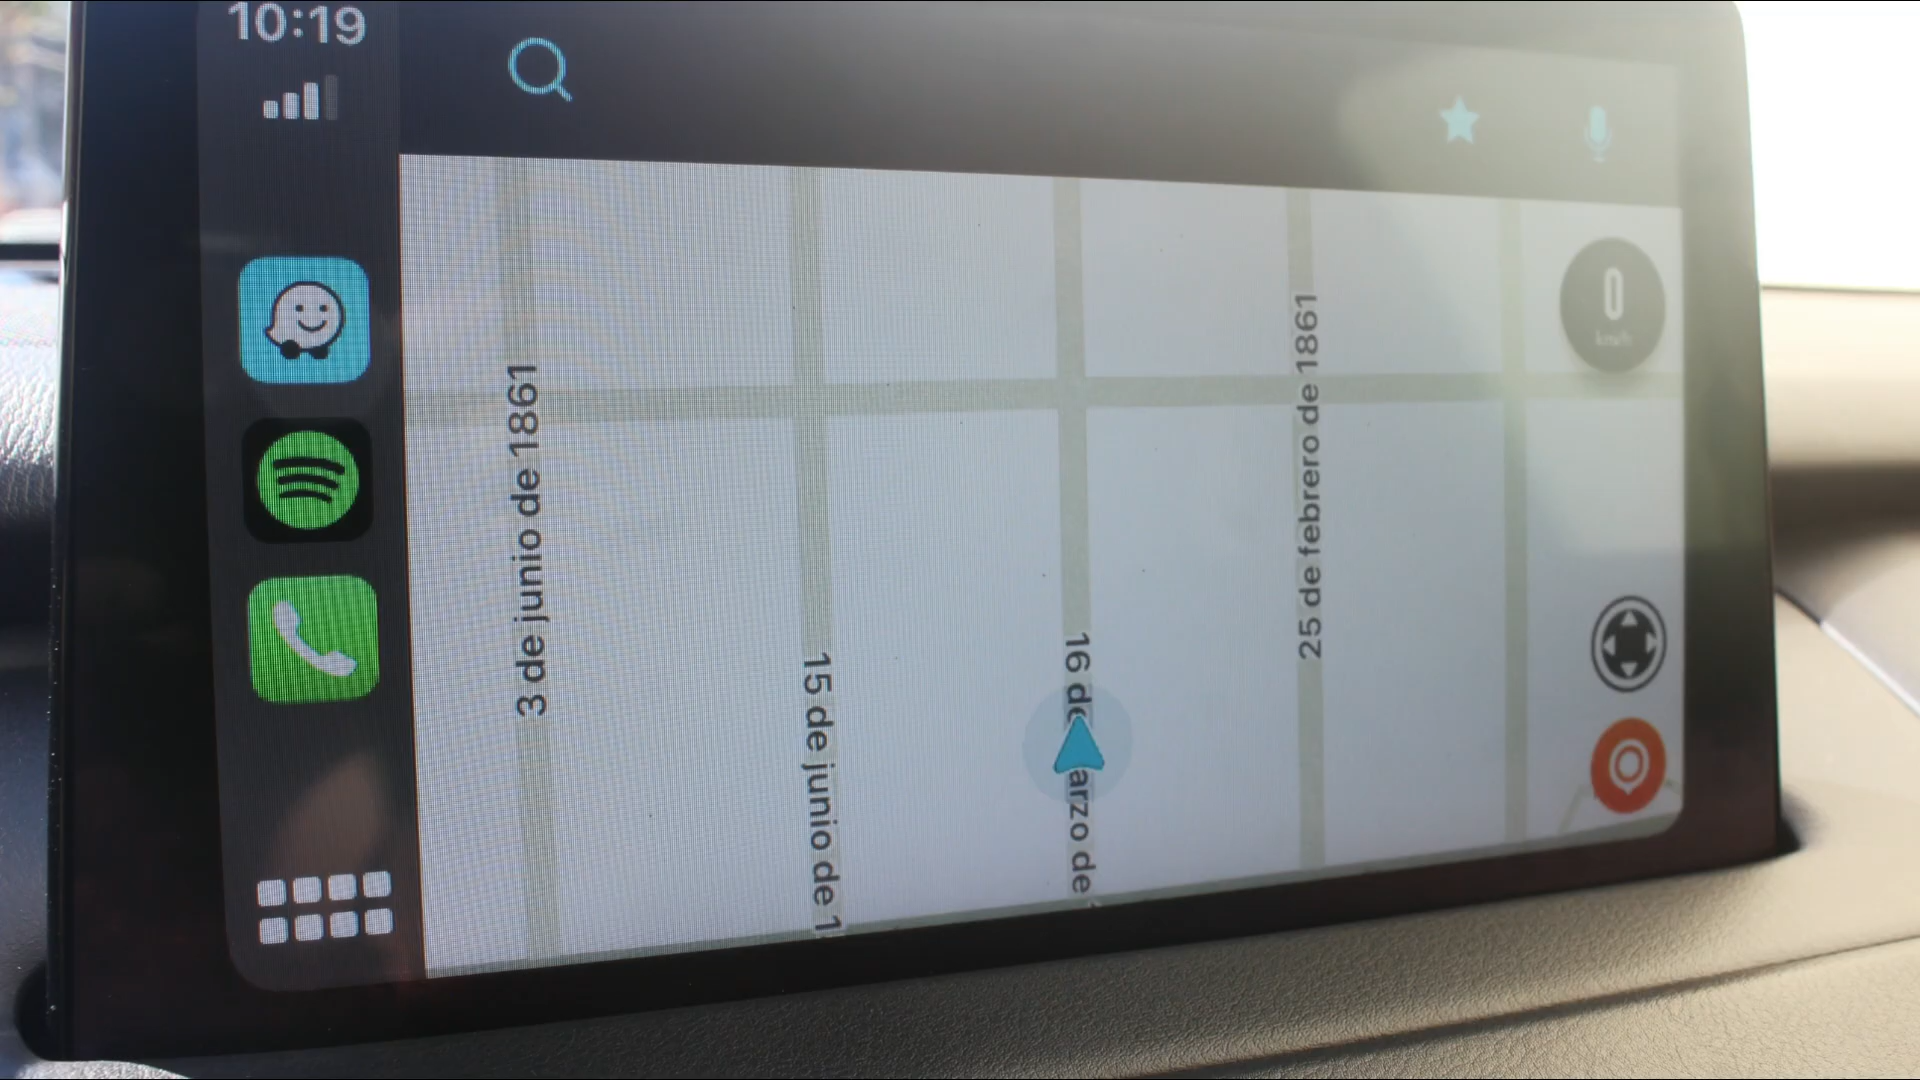 10:19
3 de junio de 1861
15 de junio de 1
16 de
arzo de
25 de febrero de 1861
0
km/h